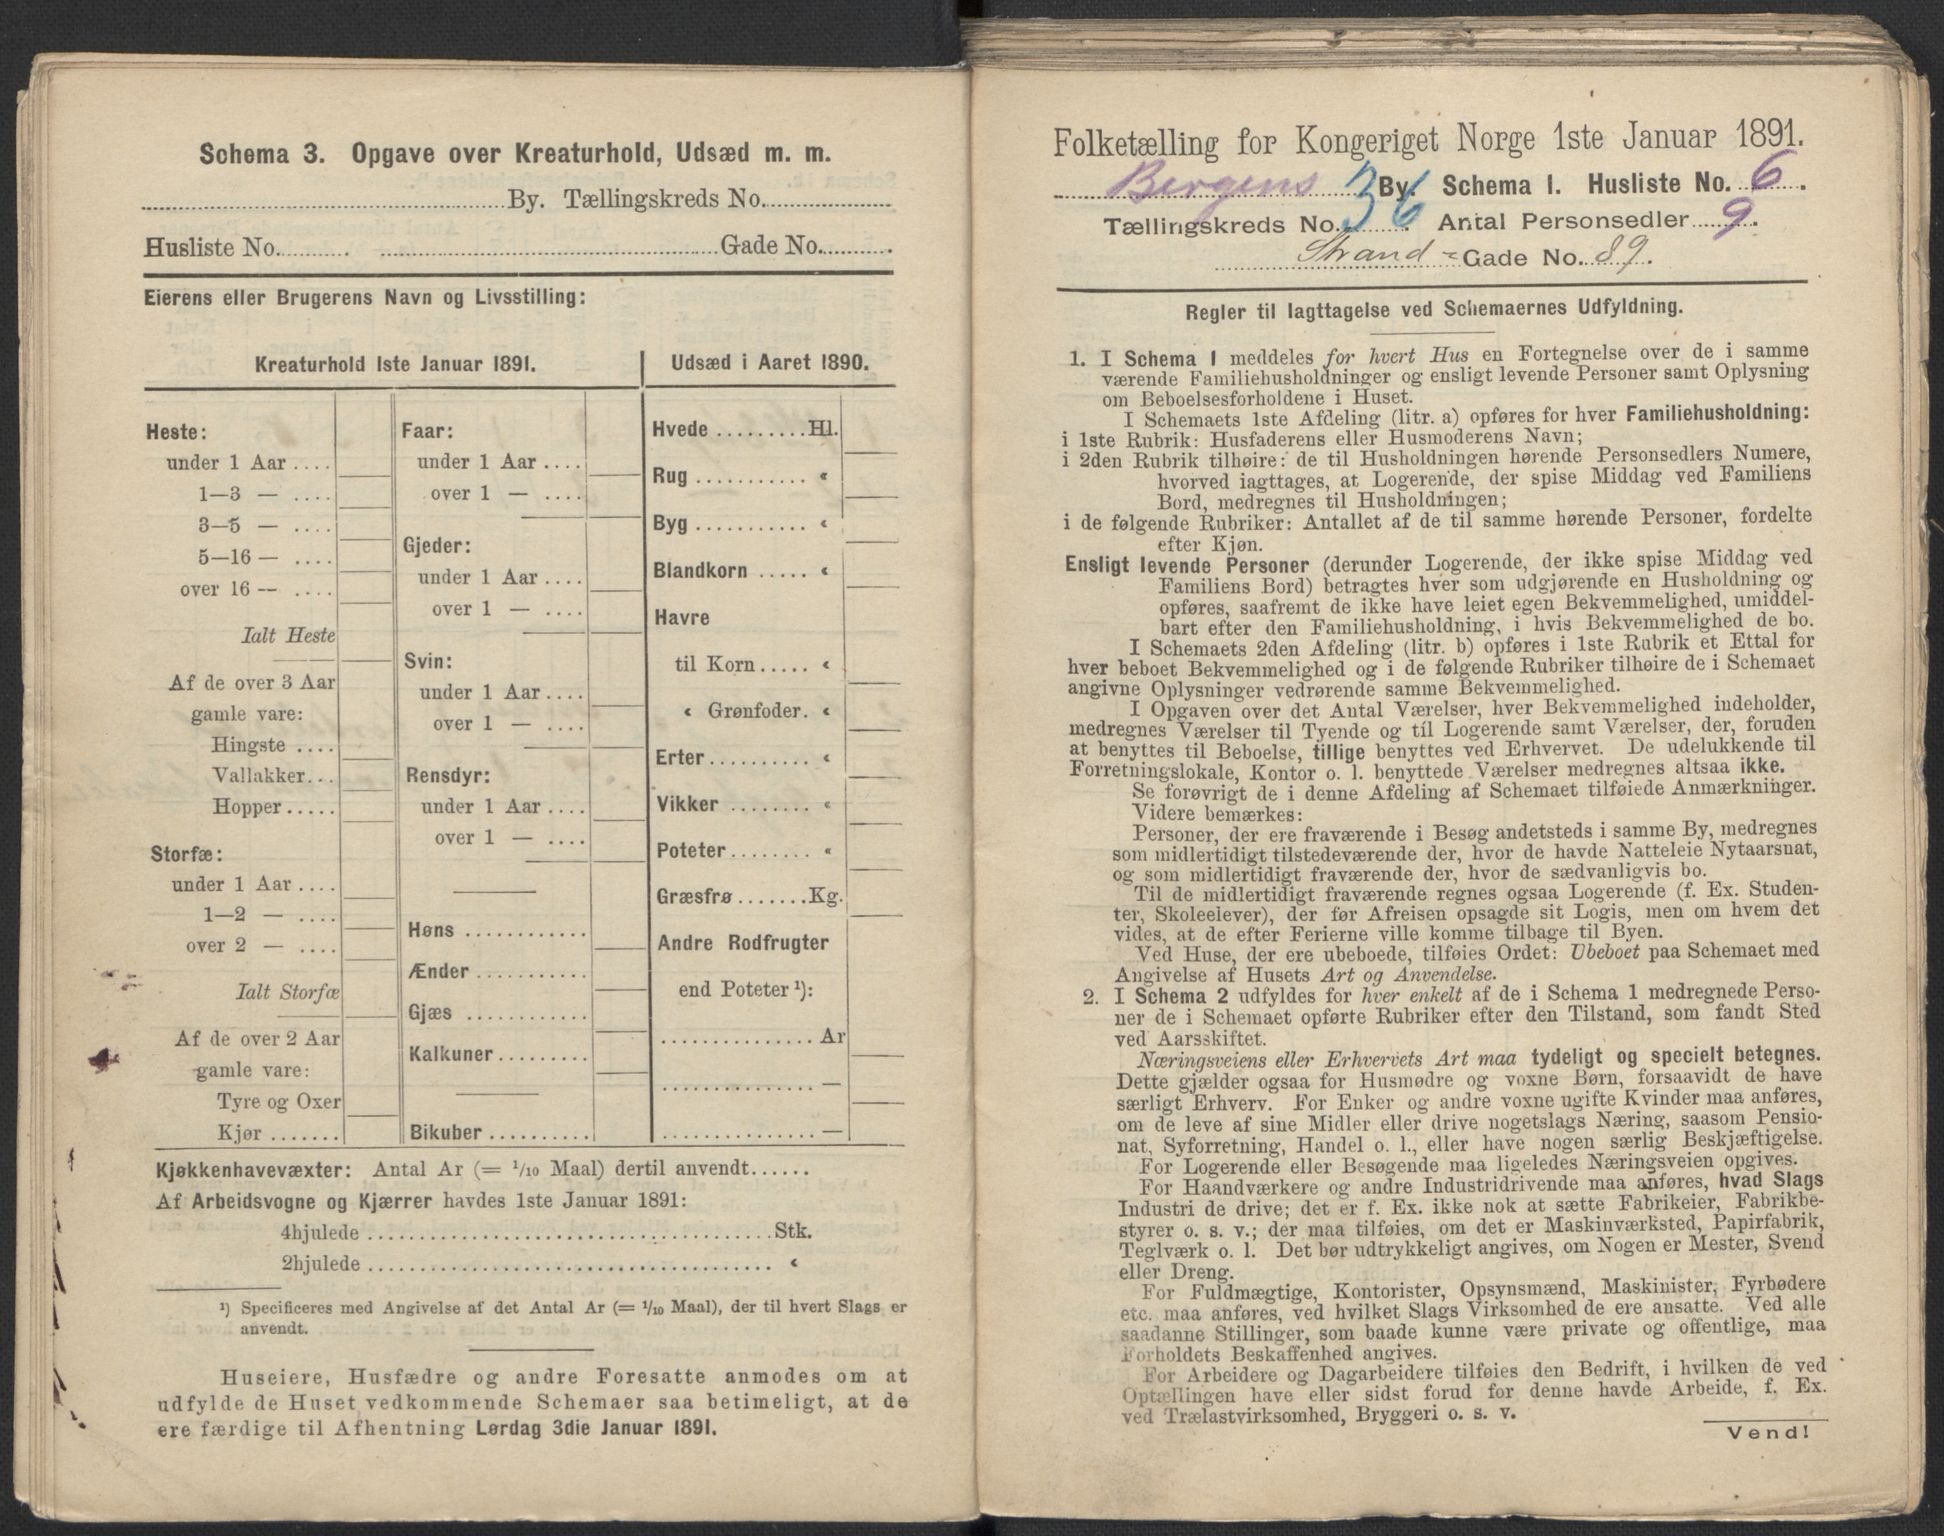 Schema 3. Opgave over Kreaturhold, Udsæd m. m.
By. Tællingskreds No.
Husliste No. Gade No.
Eierens eller Brugerens Navn og Livsstilling:
Kreaturhold 1ste Januar 1891.
Heste:
under 1 Aar ....
1—3 — ....
3—5 — ....
5—16 — ....
over 16 — ....
Ialt Heste
Af de over 3 Aar
gamle vare:
Hingste ....
Vallakker...
Hopper.....
Storfæ:
under 1 Aar....
1—2 — ....
over 2 — ....
Ialt Storfæ
Af de over 2 Aar
gamle vare:
Tyre og Oxer
Kjør.......
Faar:
under 1 Aar....
over 1 — ....
Gjeder:
under 1 Aar....
over 1 — ....
Svin:
under 1 Aar....
over 1 — ....
Rensdyr:
under 1 Aar....
over 1 — ....
Høns ............
Ænder ...........
Gjæs ............
Kalkuner.........
Bikuber..........
Udsæd i Aaret 1890.
Hvede .........Hl.
Rug ........... «
Byg ........... «
Blandkorn ..... «
Havre
til Korn..... «
« Grønfoder. «
Erter.......... «
Vikker ........ «
Poteter........ «
Græsfrø.......Kg.
Andre Rodfrugter
end Poteter ¹):
............... Ar
............... —
............... —
Kjøkkenhavevæxter: Antal Ar (= 1/10 Maal) dertil anvendt......
Af Arbeidsvogne og Kjærrer havdes 1ste Januar 1891:
4hjulede ........................................Stk.
2hjulede ........................................ «
¹) Specificeres med Angivelse af det Antal Ar (= 1/10 Maal), der til hvert Slags er
anvendt.
Huseiere, Husfædre og andre Foresatte anmodes om at
udfylde de Huset vedkommende Schemaer saa betimeligt, at de
ere færdige til Afhentning Lørdag 3die Januar 1891.
Folketælling for Kongeriget Norge 1ste Januar 1891.
Bergens By. Schema 1. Husliste No. 6.
Tællingskreds No. 36. Antal Personsedler 9.
Strand-Gade No. 89.
Regler til Iagttagelse ved Schemaernes Udfyldning.
1. I Schema 1 meddeles for hvert Hus en Fortegnelse over de i samme
værende Familiehusholdninger og ensligt levende Personer samt Oplysning
om Beboelsesforholdene i Huset.
I Schemaets 1ste Afdeling (litr. a) opføres for hver Familiehusholdning:
i 1ste Rubrik: Husfaderens eller Husmoderens Navn;
i 2den Rubrik tilhøire: de til Husholdningen hørende Personsedlers Numere,
hvorved iagttages, at Logerende, der spise Middag ved Familiens
Bord, medregnes til Husholdningen;
i de følgende Rubriker: Antallet af de til samme hørende Personer, fordelte
efter Kjøn.
Ensligt levende Personer (derunder Logerende, der ikke spise Middag ved
Familiens Bord) betragtes hver som udgjørende en Husholdning og
opføres, saafremt de ikke have leiet egen Bekvemmelighed, umiddel-
bart efter den Familiehusholdning, i hvis Bekvemmelighed de bo.
I Schemaets 2den Afdeling (litr. b) opføres i 1ste Rubrik et Ettal for
hver beboet Bekvemmelighed og i de følgende Rubriker tilhøire de i Schemaet
angivne Oplysninger vedrørende samme Bekvemmelighed.
I Opgaven over det Antal Værelser, hver Bekvemmelighed indeholder,
medregnes Værelser til Tyende og til Logerende samt Værelser, der, foruden
at benyttes til Beboelse, tillige benyttes ved Erhvervet. De udelukkende til
Forretningslokale, Kontor o. l. benyttede Værelser medregnes altsaa ikke.
Se forøvrigt de i denne Afdeling af Schemaet tilføiede Anmærkninger.
Videre bemærkes:
Personer, der ere fraværende i Besøg andetsteds i samme By, medregnes
som midlertidigt tilstedeværende der, hvor de havde Natteleie Nytaarsnat,
og som midlertidigt fraværende der, hvor de sædvanligvis bo.
Til de midlertidigt fraværende regnes ogsaa Logerende (f. Ex. Studen-
ter, Skoleelever), der før Afreisen opsagde sit Logis, men om hvem det
vides, at de efter Ferierne ville komme tilbage til Byen.
Ved Huse, der ere ubeboede, tilføies Ordet: Ubeboet paa Schemaet med
Angivelse af Husets Art og Anvendelse.
2. I Schema 2 udfyldes for hver enkelt af de i Schema 1 medregnede Perso-
ner de i Schemaet opførte Rubriker efter den Tilstand, som fandt Sted
ved Aarsskiftet.
Næringsveiens eller Erhvervets Art maa tydeligt og specielt betegnes.
Dette gjælder ogsaa for Husmødre og voxne Børn, forsaavidt de have
særligt Erhverv. For Enker og andre voxne ugifte Kvinder maa anføres,
om de leve af sine Midler eller drive nogetslags Næring, saasom Pensio-
nat, Syforretning, Handel o. l., eller have nogen særlig Beskjæftigelse.
For Logerende eller Besøgende maa ligeledes Næringsveien opgives.
For Haandværkere og andre Industridrivende maa anføres, hvad Slags
Industri de drive; det er f. Ex. ikke nok at sætte Fabrikeier, Fabrikbe-
styrer o. s. v.; der maa tilføies, om det er Maskinværksted, Papirfabrik,
Teglværk o. l. Det bør udtrykkeligt angives, om Nogen er Mester, Svend
eller Dreng.
For Fuldmægtige, Kontorister, Opsynsmænd, Maskinister, Fyrbødere
etc. maa anføres, ved hvilket Slags Virksomhed de ere ansatte. Ved alle
saadanne Stillinger, som baade kunne være private og offentlige, maa
Forholdets Beskaffenhed angives.
For Arbeidere og Dagarbeidere tilføies den Bedrift, i hvilken de ved
Optællingen have eller sidst forud for denne havde Arbeide, f. Ex.
ved Trælastvirksomhed, Bryggeri o. s. v.
Vend!